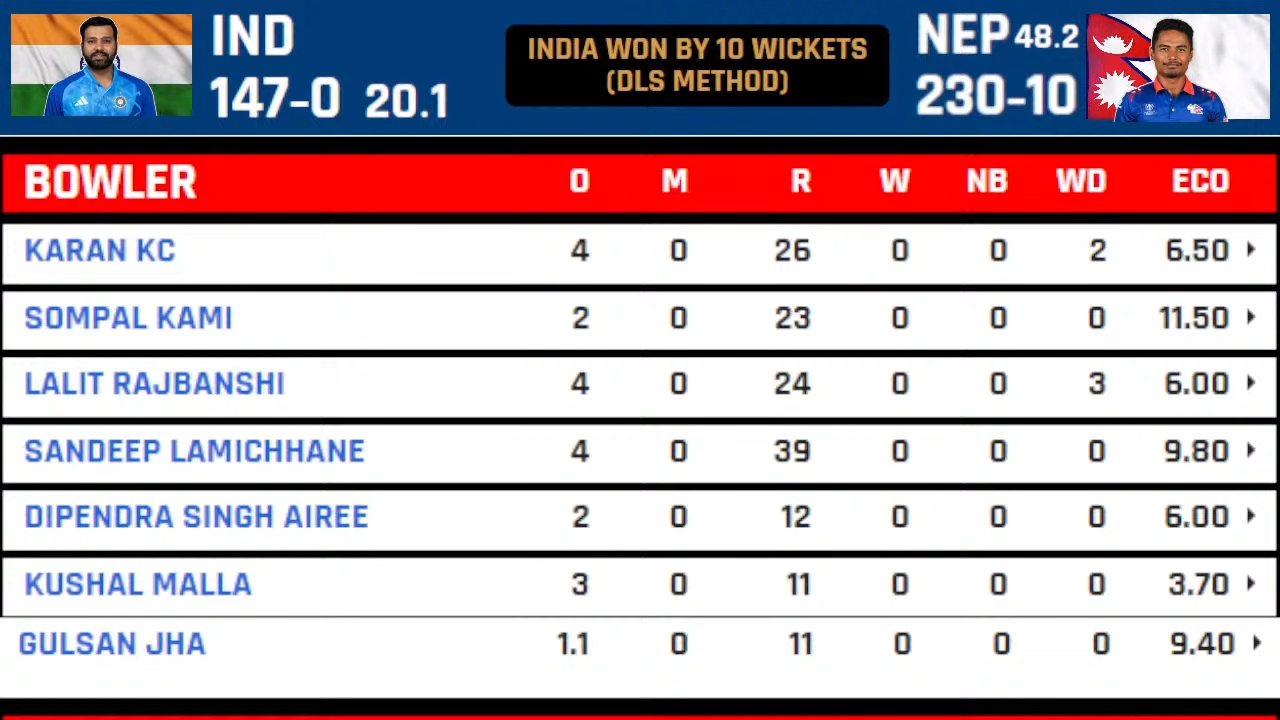 IND
147-0 20.1
INDIA WON BY 10 WICKETS
(DLS METHOD)
NEP 48.2
230-10
BOWLER O M R W NB WD ECO
KARAN KC 4 0 26 0 0 2 6.50
SOMPAL KAMI 2 0 23 0 0 0 11.50
LALIT RAJBANSHI 4 0 24 0 0 3 6.00
SANDEEP LAMICHHANE 4 0 39 0 0 0 9.80
DIPENDRA SINGH AIREE 2 0 12 0 0 0 6.00
KUSHAL MALLA 3 0 11 0 0 0 3.70
GULSAN JHA 1.1 0 11 0 0 0 9.40